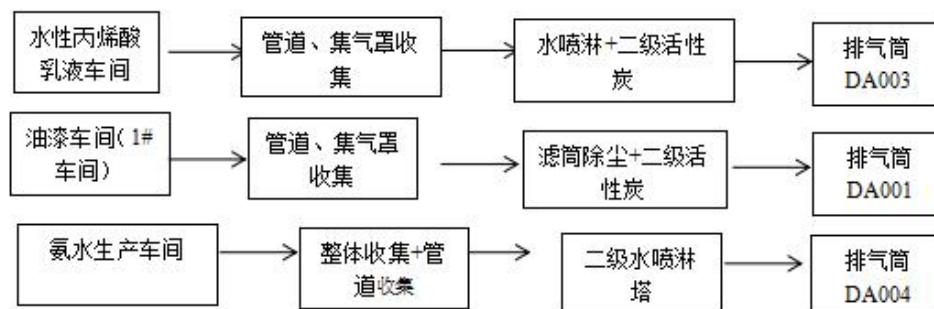 水性丙烯酸
乳液车间
管道、集气罩收
集
水喷淋+二级活性
炭
排气筒
DA003
油漆车间（1#
车间）
管道、集气罩
收集
滤筒除尘+二级活
性炭
排气筒
DA001
氨水生产车间
整体收集+管
道收集
二级水喷淋
塔
排气筒
DA004